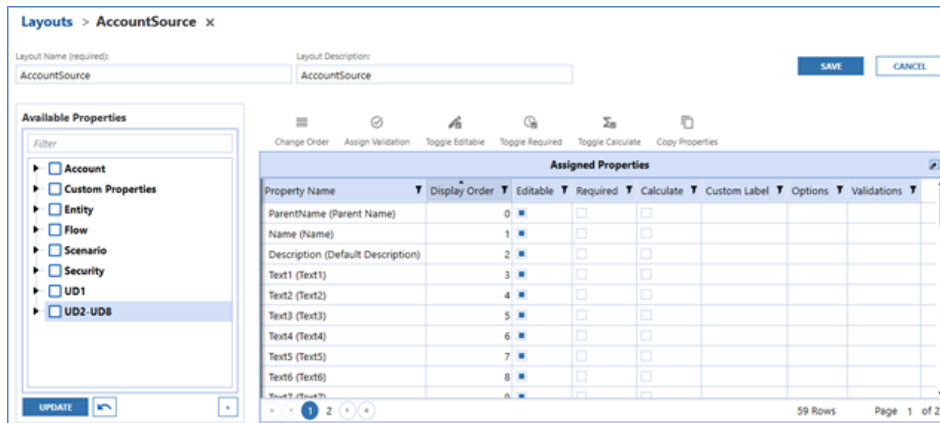 Layouts > AccountSource ×
Layout Name (required): Layout Description:
AccountSource AccountSource SAVE CANCEL
Available Properties
Filter
Change Order Assign Validation Toggle Editable Toggle Required Toggle Calculate Copy Properties
Account
Custom Properties
Entity
Flow
Scenario
Security
UD1
UD2-UD8
UPDATE
Assigned Properties
Property Name Display Order Editable Required Calculate Custom Label Options Validations
ParentName (Parent Name) 0
Name (Name) 1
Description (Default Description) 2
Text1 (Text1) 3
Text2 (Text2) 4
Text3 (Text3) 5
Text4 (Text4) 6
Text5 (Text5) 7
Text6 (Text6) 8
Text7 (Text7) 9
1 2 59 Rows Page 1 of 2